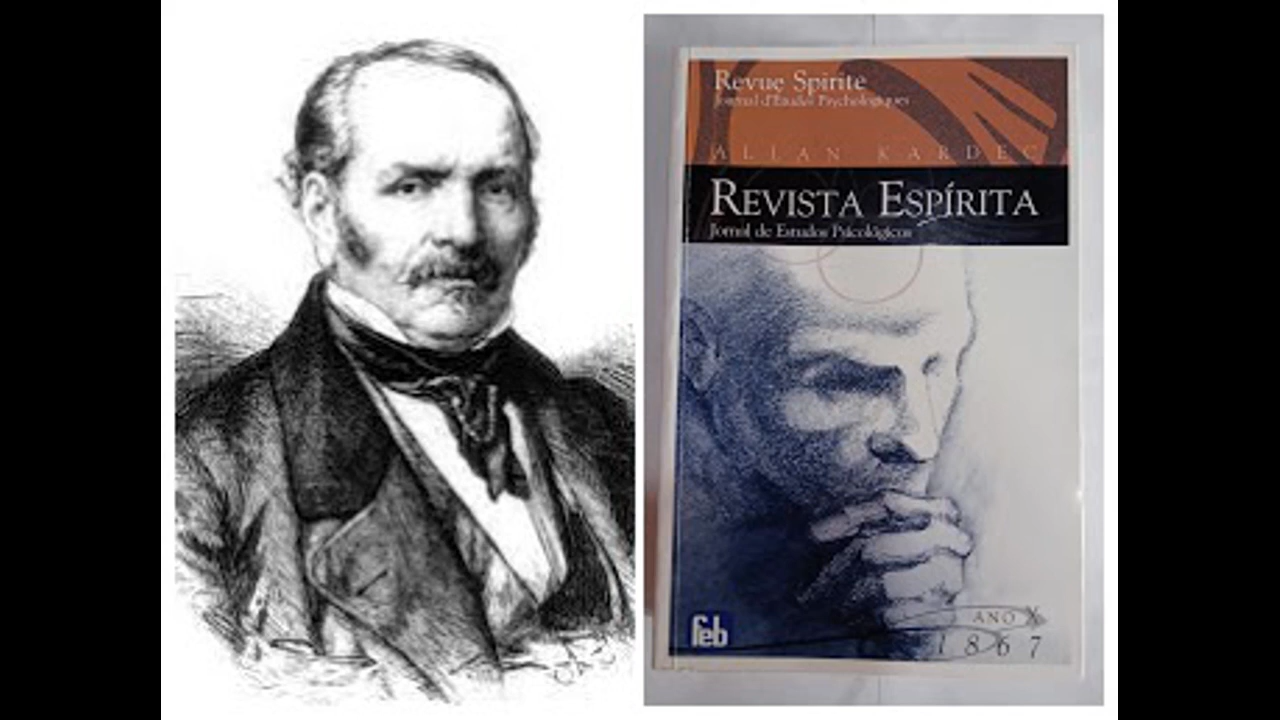 Revue Spirite
Journal d'Études Psychologiques
ALLAN KARDEC
REVISTA ESPÍRITA
Jornal de Estudos Psicológicos
feb
ANO X
1867